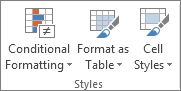 Conditional Format as Cell
Formatting Table Styles
Styles